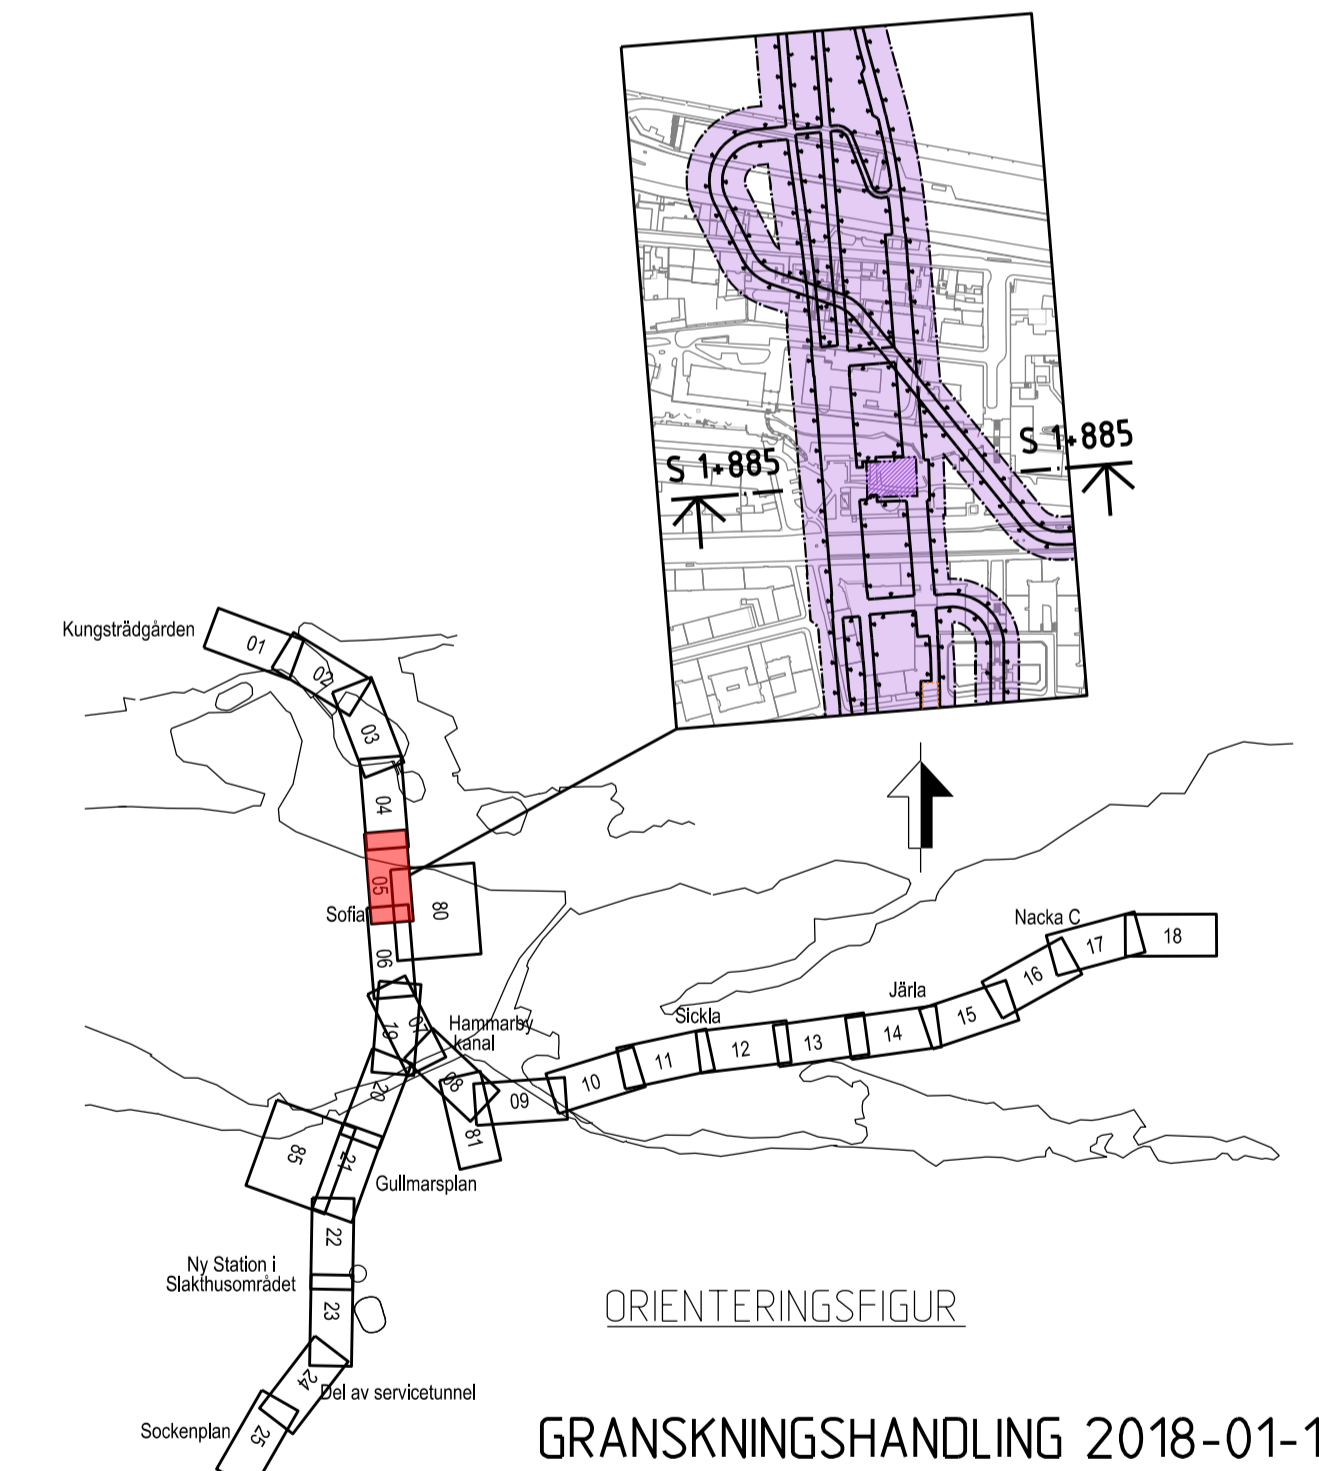 S 1+885
S 1+885
Kungsträdgården
01
02
03
04
05
Sofia
80
06
07
19
Hammarby
kanal
08
09
81
10
11
Sickla
12
13
Järla
14
15
16
Nacka C
17
18
20
85
21
Gullmarsplan
22
Ny Station i
Slakthusområdet
23
24
Del av servicetunnel
Sockenplan
25
ORIENTERINGSFIGUR
GRANSKNINGSHANDLING 2018-01-1